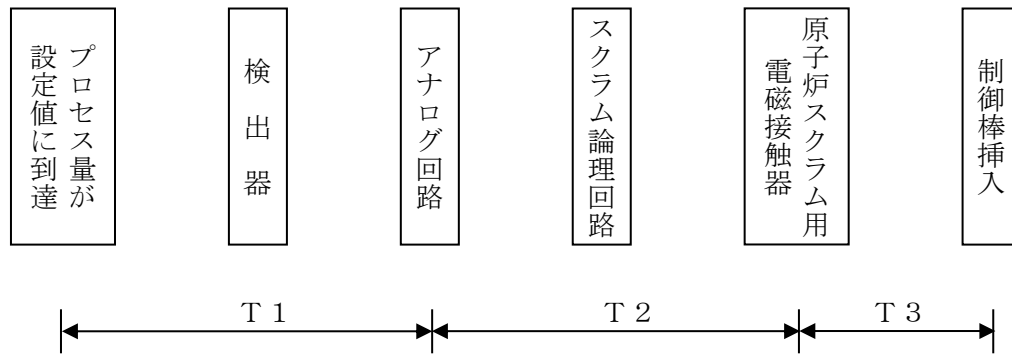 プロセス量が
設定値に到達
検出器
アナログ回路
スクラム論理回路
原子炉スクラム用
電磁接触器
制御棒挿入
Ｔ１
Ｔ２
Ｔ３